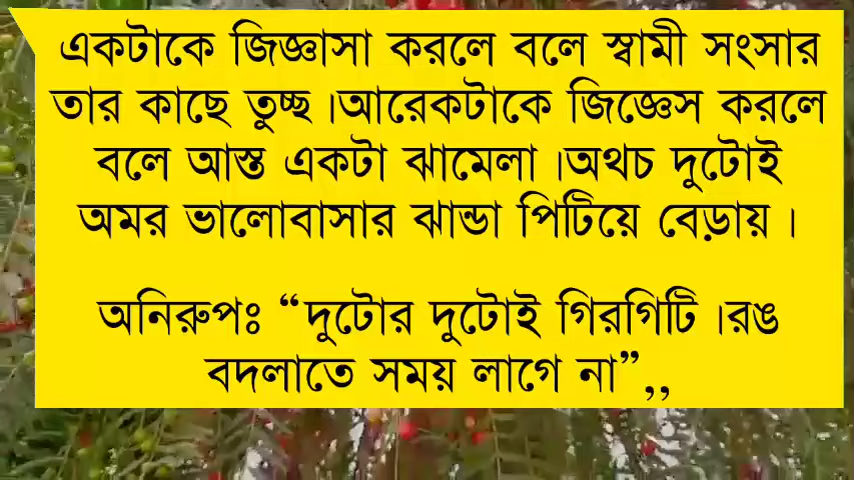 একটাকে জিজ্ঞাসা করলে বলে স্বামী সংসার
তার কাছে তুচ্ছ।আরেকটাকে জিজ্ঞেস করলে
বলে আস্ত একটা ঝামেলা।অথচ দুটোই
অমর ভালোবাসার ঝান্ডা পিটিয়ে বেড়ায়।
অনিরুপঃ “দুটোর দুটোই গিরগিটি।রঙ
বদলাতে সময় লাগে না”,,